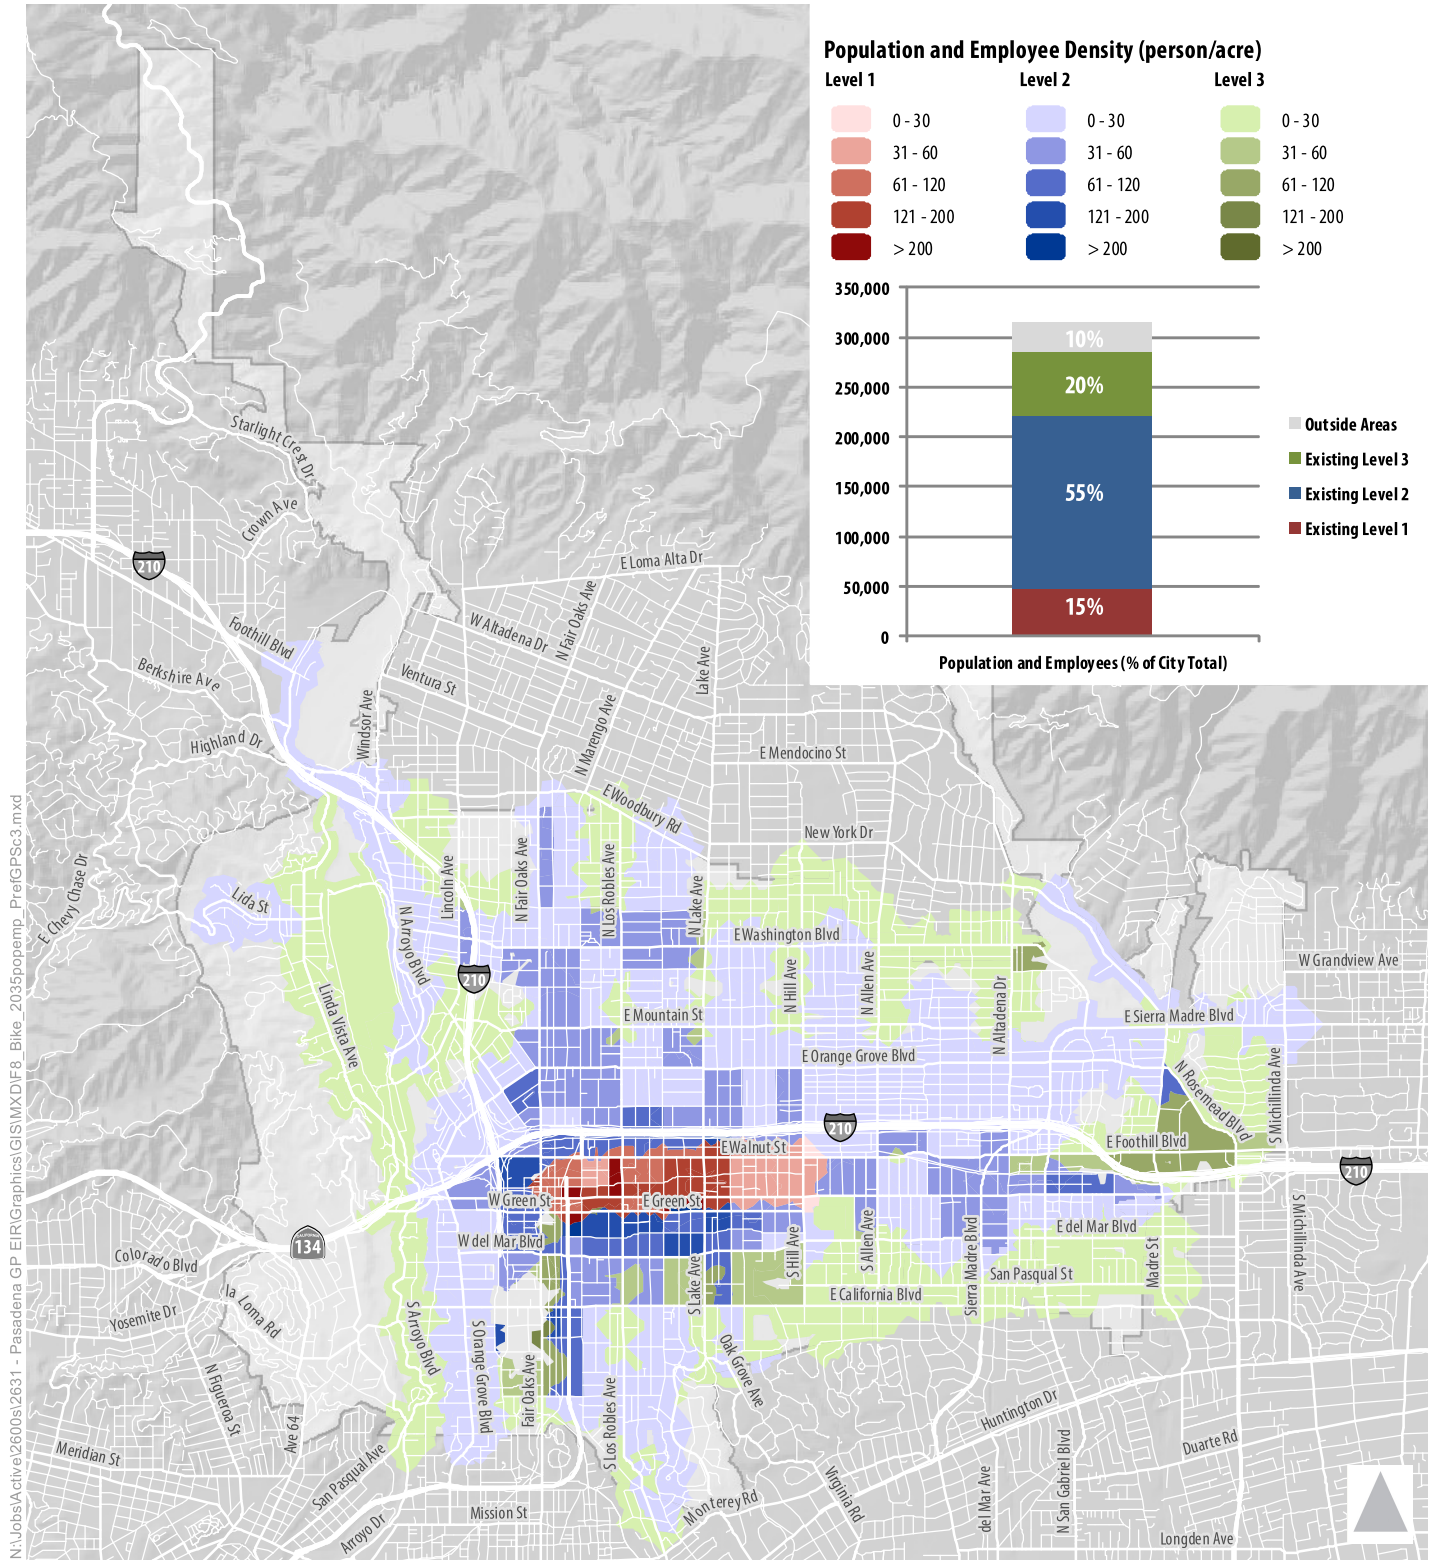 Population and Employee Density (person/acre)
Level 1
Level 2
Level 3
0 - 30
0 - 30
0 - 30
31 - 60
31 - 60
31 - 60
61 - 120
61 - 120
61 - 120
121 - 200
121 - 200
121 - 200
> 200
> 200
> 200
350,000
300,000
250,000
200,000
150,000
100,000
50,000
0
10%
20%
55%
15%
Outside Areas
Existing Level 3
Existing Level 2
Existing Level 1
Population and Employees (% of City Total)
Starlight Crest Dr
Crown Ave
210
E Loma Alta Dr
Foothill Blvd
W Altadena Dr
N Fair Oaks Ave
Berkshire Ave
Ventura St
Lake Ave
Windsor Ave
N Marengo Ave
Highland Dr
E Mendocino St
E Woodbury Rd
New York Dr
E Chevy Chase Dr
Lida St
Lincoln Ave
N Fair Oaks Ave
N Los Robles Ave
N Lake Ave
N Arroyo Blvd
E Washington Blvd
W Grandview Ave
210
N Hill Ave
N Allen Ave
N Altadena Dr
Linda Vista Ave
E Mountain St
E Sierra Madre Blvd
E Orange Grove Blvd
N Rosemead Blvd
S Michillinda Ave
210
E Walnut St
E Foothill Blvd
210
W Green St
E Green St
S Michillinda Ave
134
W del Mar Blvd
S Hill Ave
S Allen Ave
Sierra Madre Blvd
E del Mar Blvd
Madre St
Colorado Blvd
la Loma Rd
San Pasqual St
S Lake Ave
E California Blvd
Yosemite Dr
S Arroyo Blvd
S Orange Grove Blvd
Fair Oaks Ave
Oak Grove Ave
N Figueroa St
Ave 64
S Los Robles Ave
Huntington Dr
Meridian St
San Pasqual Ave
Duarte Rd
Virginia Rd
del Mar Ave
N San Gabriel Blvd
Arroyo Dr
Mission St
Monterey Rd
Longden Ave
N:\Jobs\Active\2600s\2631 - Pasadena GP EIR\Graphics\GIS\MXD\F8_Bike_2035popemp_PrefGPSc3.mxd